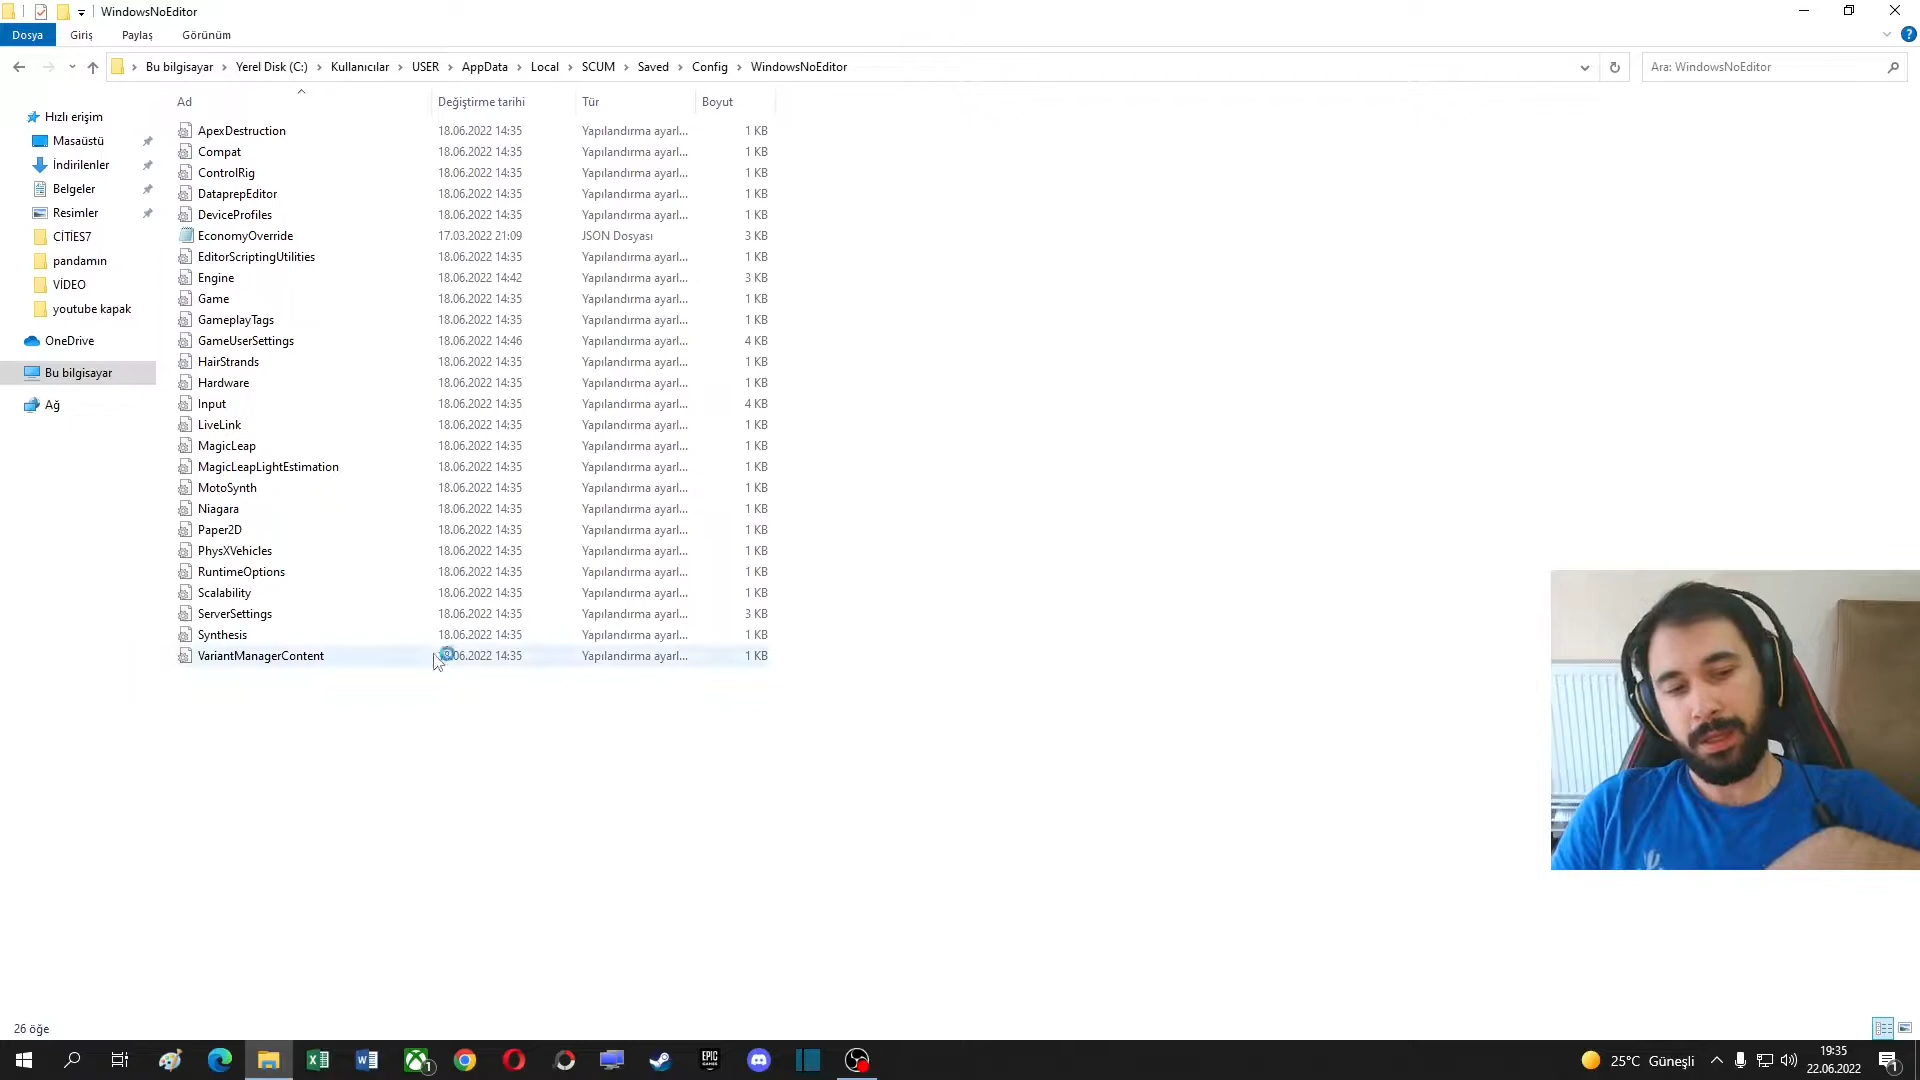 WindowsNoEditor
Dosya Giriş Paylaş Görünüm
Bu bilgisayar Yerel Disk (C:) Kullanıcılar USER AppData Local SCUM Saved Config WindowsNoEditor
Ara: WindowsNoEditor
Hızlı erişim
Masaüstü
İndirilenler
Belgeler
Resimler
CİTİES7
pandamın
VİDEO
youtube kapak
OneDrive
Bu bilgisayar
Ağ
Ad Değiştirme tarihi Tür Boyut
ApexDestruction 18.06.2022 14:35 Yapılandırma ayarl... 1 KB
Compat 18.06.2022 14:35 Yapılandırma ayarl... 1 KB
ControlRig 18.06.2022 14:35 Yapılandırma ayarl... 1 KB
DataprepEditor 18.06.2022 14:35 Yapılandırma ayarl... 1 KB
DeviceProfiles 18.06.2022 14:35 Yapılandırma ayarl... 1 KB
EconomyOverride 17.03.2022 21:09 JSON Dosyası 3 KB
EditorScriptingUtilities 18.06.2022 14:35 Yapılandırma ayarl... 1 KB
Engine 18.06.2022 14:42 Yapılandırma ayarl... 3 KB
Game 18.06.2022 14:35 Yapılandırma ayarl... 1 KB
GameplayTags 18.06.2022 14:35 Yapılandırma ayarl... 1 KB
GameUserSettings 18.06.2022 14:46 Yapılandırma ayarl... 4 KB
HairStrands 18.06.2022 14:35 Yapılandırma ayarl... 1 KB
Hardware 18.06.2022 14:35 Yapılandırma ayarl... 1 KB
Input 18.06.2022 14:35 Yapılandırma ayarl... 4 KB
LiveLink 18.06.2022 14:35 Yapılandırma ayarl... 1 KB
MagicLeap 18.06.2022 14:35 Yapılandırma ayarl... 1 KB
MagicLeapLightEstimation 18.06.2022 14:35 Yapılandırma ayarl... 1 KB
MotoSynth 18.06.2022 14:35 Yapılandırma ayarl... 1 KB
Niagara 18.06.2022 14:35 Yapılandırma ayarl... 1 KB
Paper2D 18.06.2022 14:35 Yapılandırma ayarl... 1 KB
PhysXVehicles 18.06.2022 14:35 Yapılandırma ayarl... 1 KB
RuntimeOptions 18.06.2022 14:35 Yapılandırma ayarl... 1 KB
Scalability 18.06.2022 14:35 Yapılandırma ayarl... 1 KB
ServerSettings 18.06.2022 14:35 Yapılandırma ayarl... 3 KB
Synthesis 18.06.2022 14:35 Yapılandırma ayarl... 1 KB
VariantManagerContent 06.2022 14:35 Yapılandırma ayarl... 1 KB
26 öğe
EPIC
GAMES
25°C Güneşli
19:35
22.06.2022